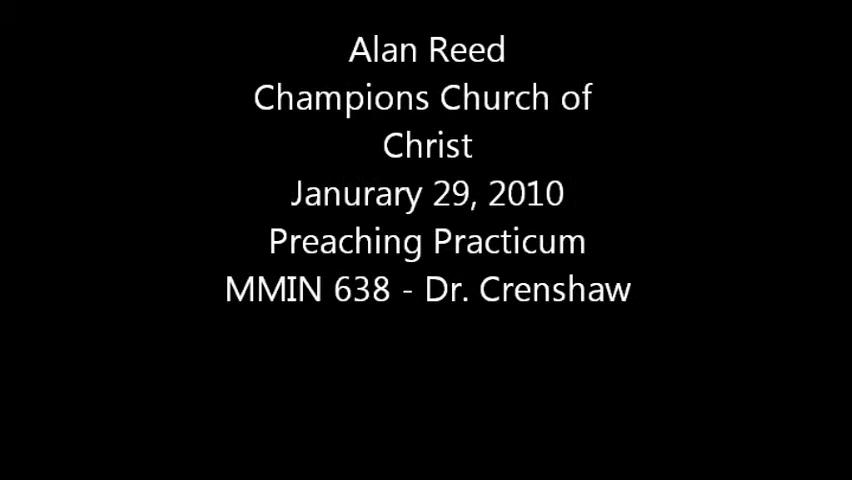 Alan Reed
Champions Church of
Christ
Janurary 29, 2010
Preaching Practicum
MMIN 638 - Dr. Crenshaw